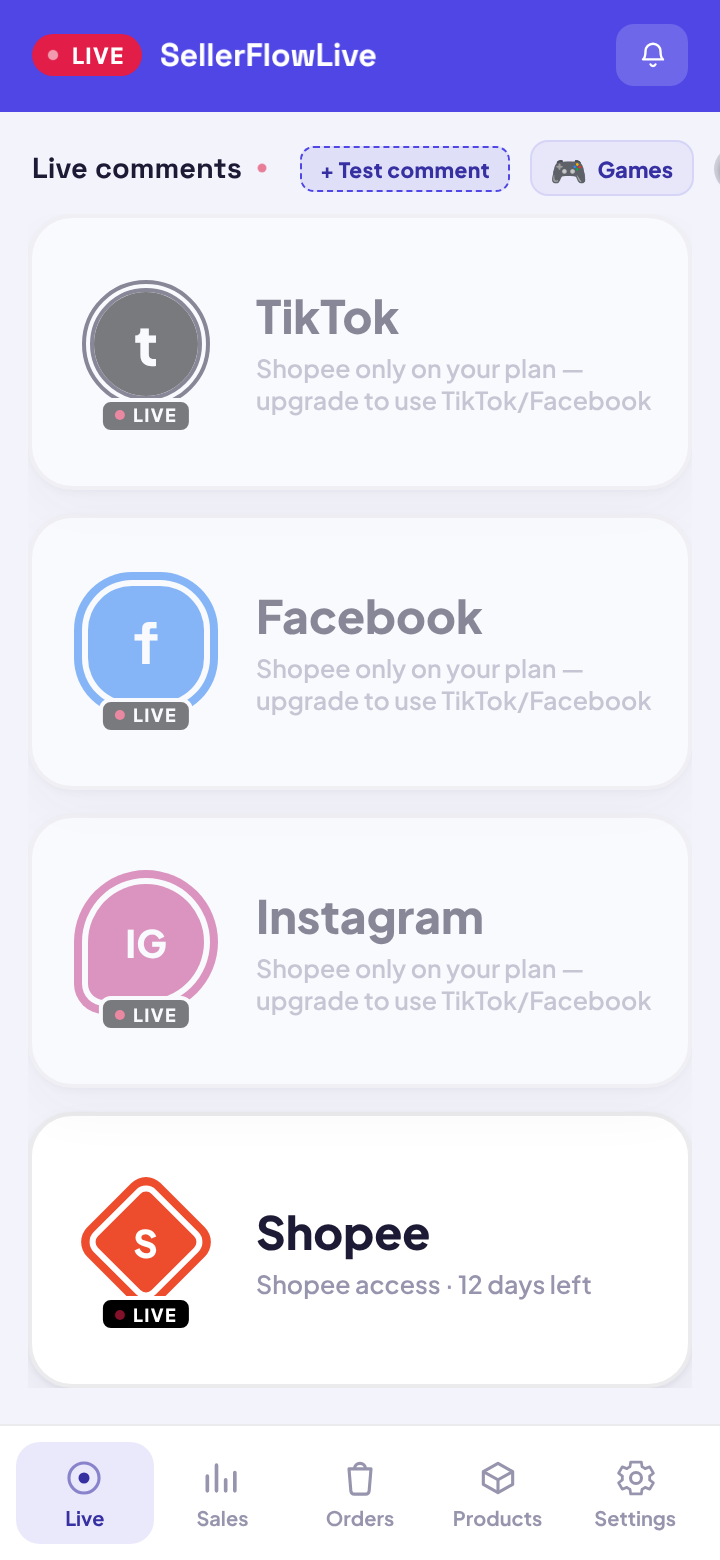 LIVE SellerFlowLive
Live comments + Test comment 🎮 Games
t
LIVE
TikTok
Shopee only on your plan —
upgrade to use TikTok/Facebook
f
LIVE
Facebook
Shopee only on your plan —
upgrade to use TikTok/Facebook
IG
LIVE
Instagram
Shopee only on your plan —
upgrade to use TikTok/Facebook
S
LIVE
Shopee
Shopee access · 12 days left
Live Sales Orders Products Settings